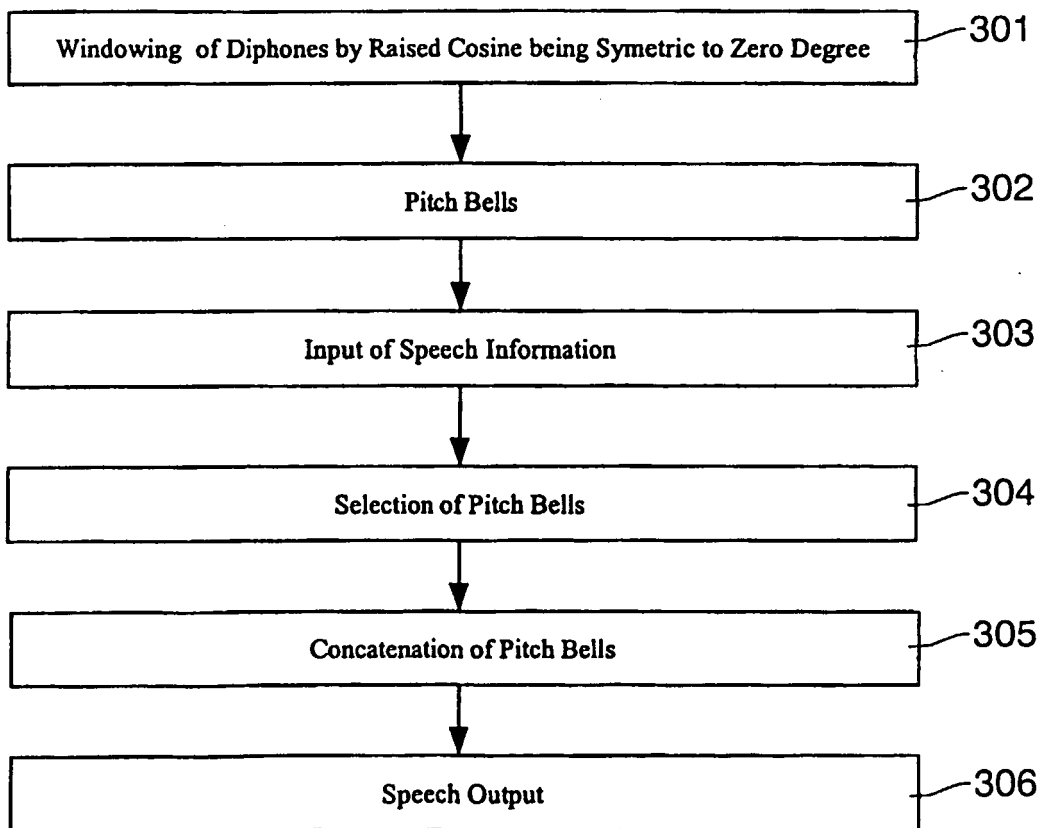 Windowing of Diphones by Raised Cosine being Symetric to Zero Degree
301
Pitch Bells
302
Input of Speech Information
303
Selection of Pitch Bells
304
Concatenation of Pitch Bells
305
Speech Output
306